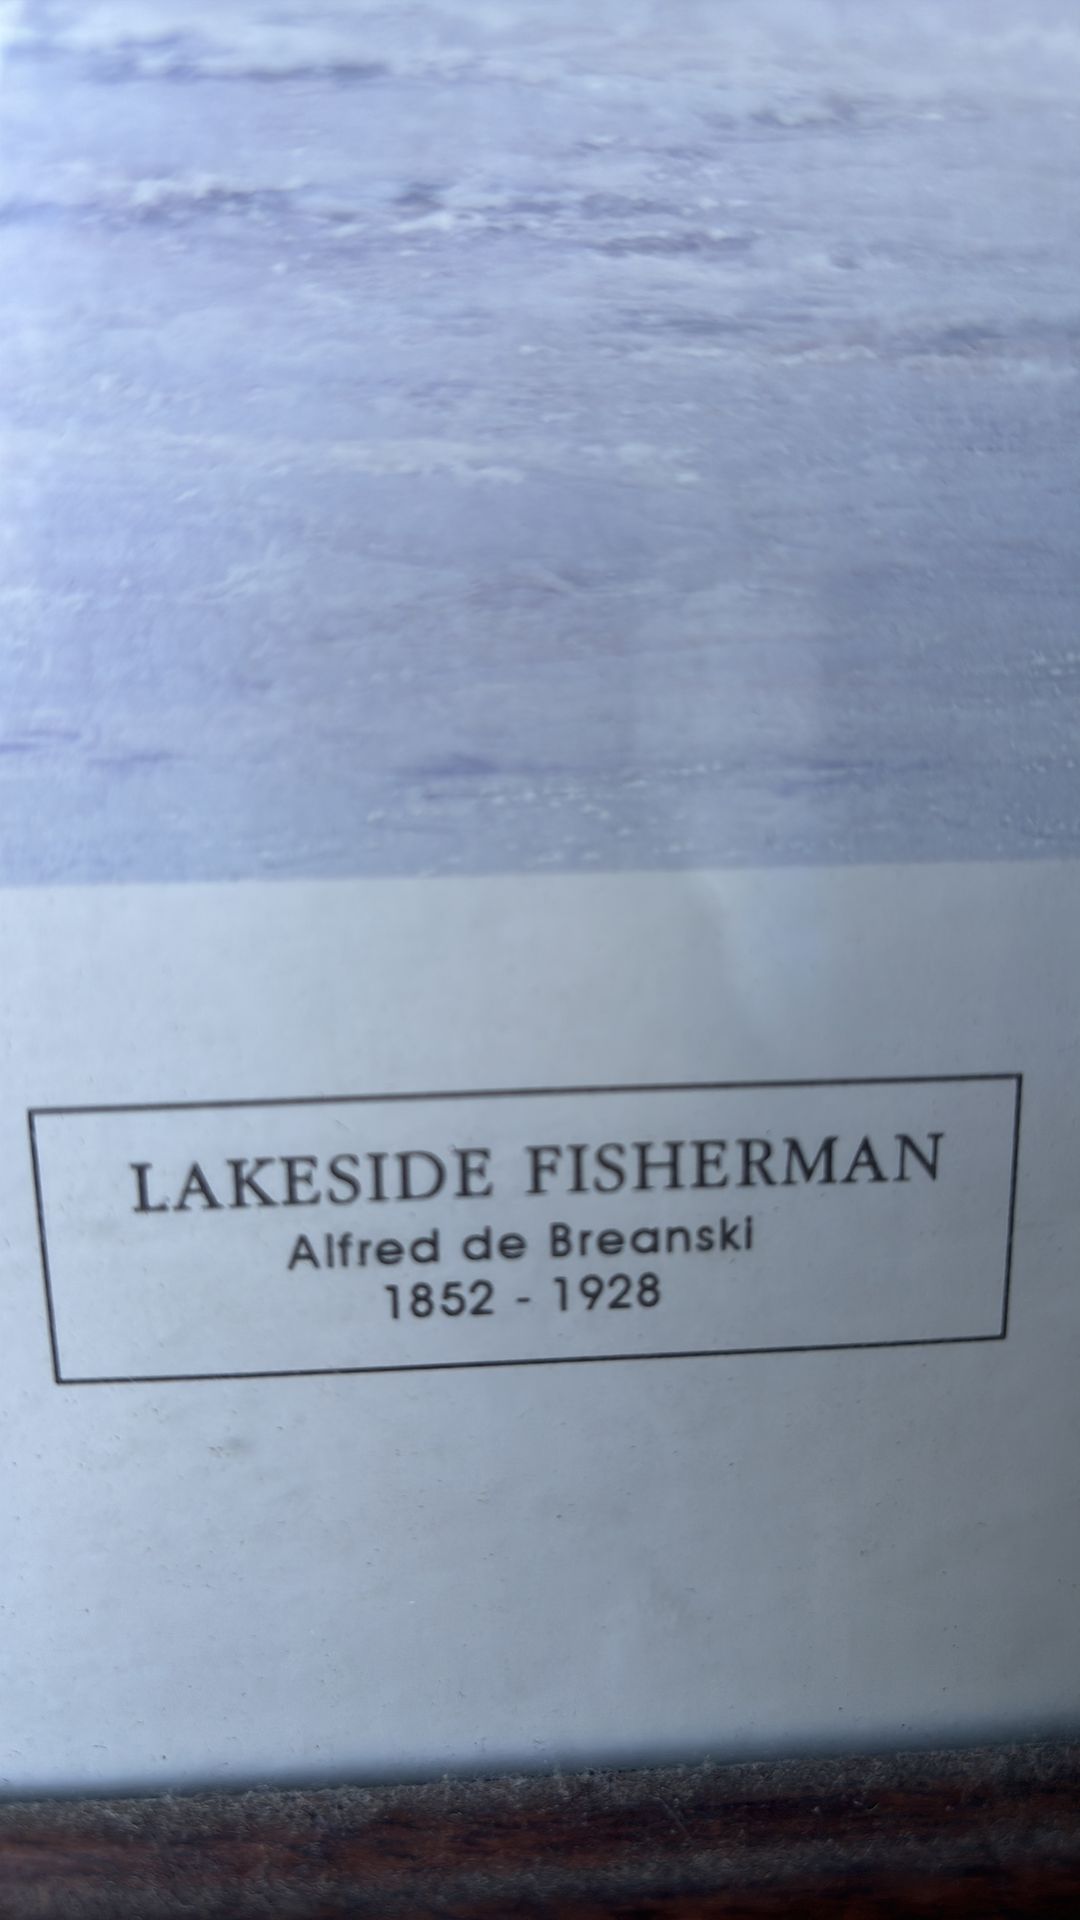 LAKESIDE FISHERMAN
Alfred de Breanski
1852 - 1928